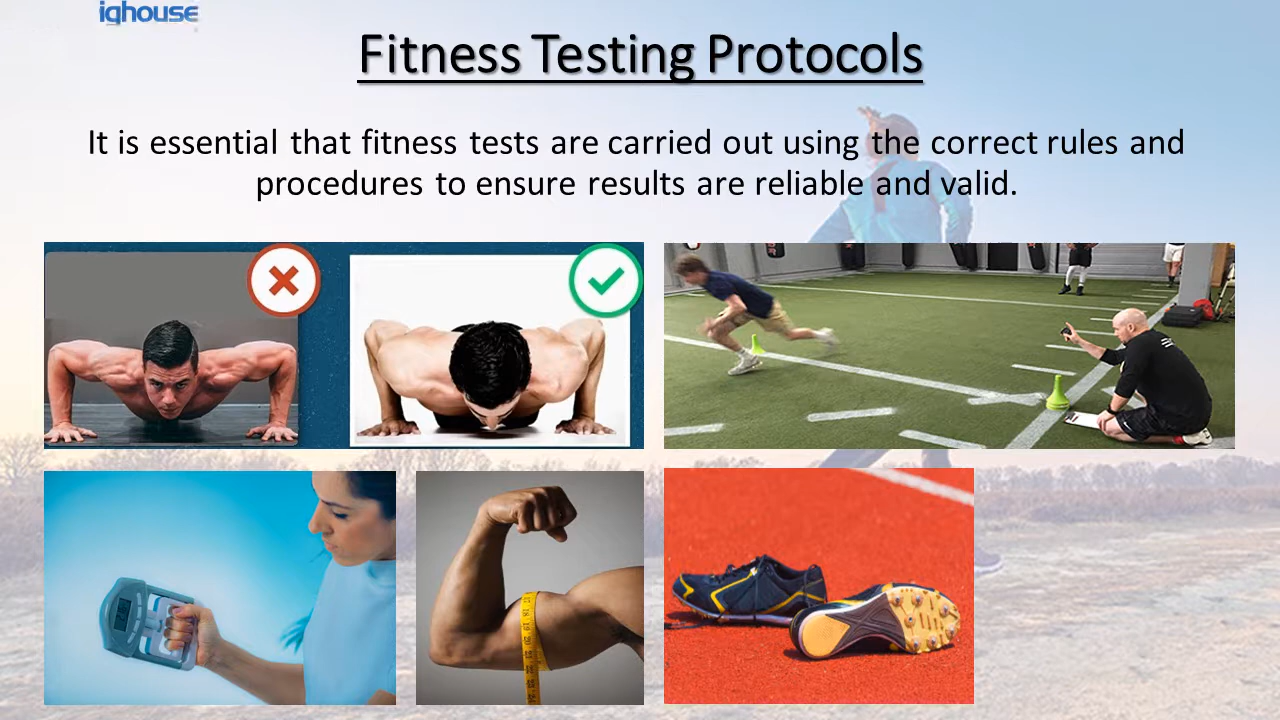 ighouse
Fitness Testing Protocols
It is essential that fitness tests are carried out using the correct rules and
procedures to ensure results are reliable and valid.